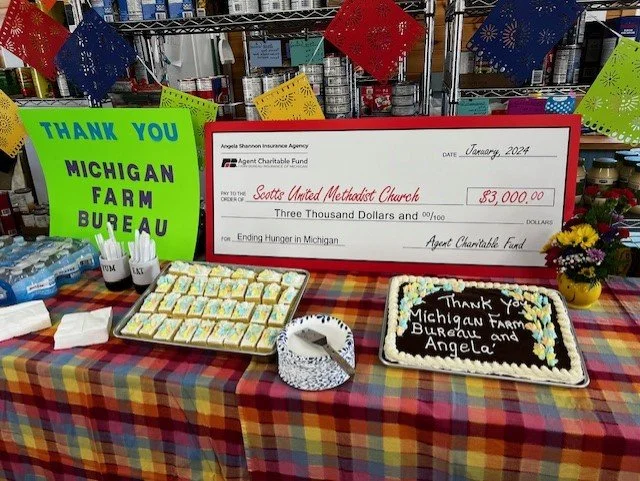 THANK YOU
MICHIGAN
FARM
BUREAU
Angela Shannon Insurance Agency
Agent Charitable Fund
DATE January, 2024
PAY TO THE
ORDER OF Scotts United Methodist Church $3,000.00
Three Thousand Dollars and 00/100 DOLLARS
FOR Ending Hunger in Michigan Agent Charitable Fund
EAT
Thank You
Michigan Farm
Bureau and
Angela!